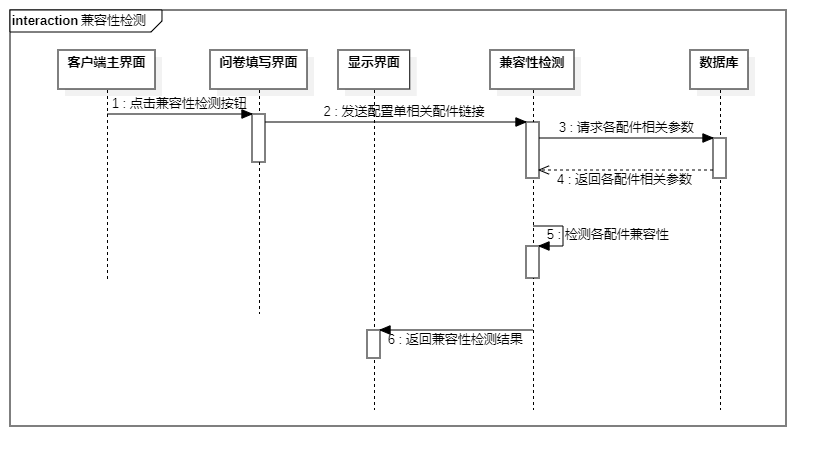 interaction 兼容性检测
客户端主界面
问卷填写界面
显示界面
兼容性检测
数据库
1 : 点击兼容性检测按钮
2 : 发送配置单相关配件链接
3 : 请求各配件相关参数
4 : 返回各配件相关参数
5 : 检测各配件兼容性
6 : 返回兼容性检测结果